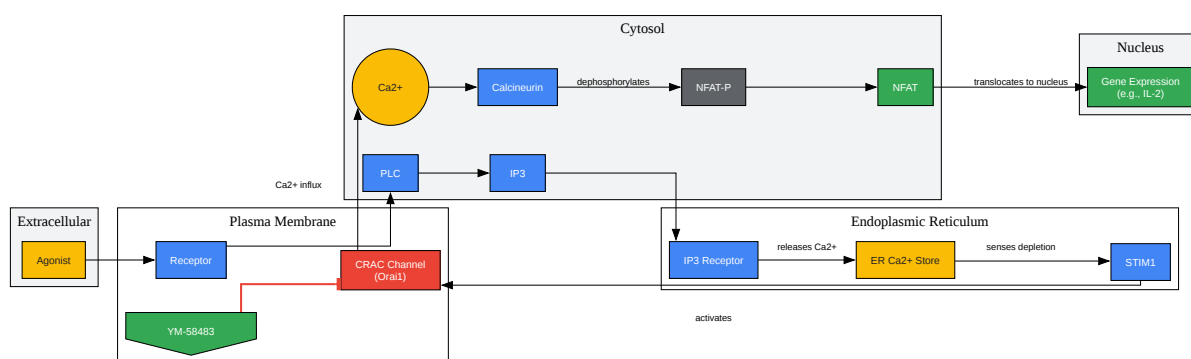 Cytosol
Nucleus
Ca2+
Calcineurin
dephosphorylates
NFAT-P
NFAT
translocates to nucleus
Gene Expression
(e.g., IL-2)
PLC
IP3
Ca2+ influx
Extracellular
Plasma Membrane
Endoplasmic Reticulum
Agonist
Receptor
CRAC Channel
(Orai1)
IP3 Receptor
releases Ca2+
ER Ca2+ Store
senses depletion
STIM1
activates
YM-58483